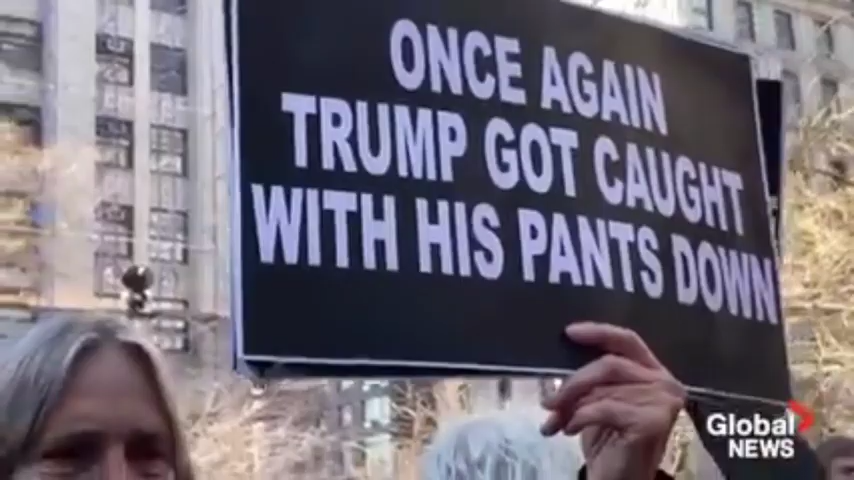 ONCE AGAIN
TRUMP GOT CAUGHT
WITH HIS PANTS DOWN
Global
NEWS